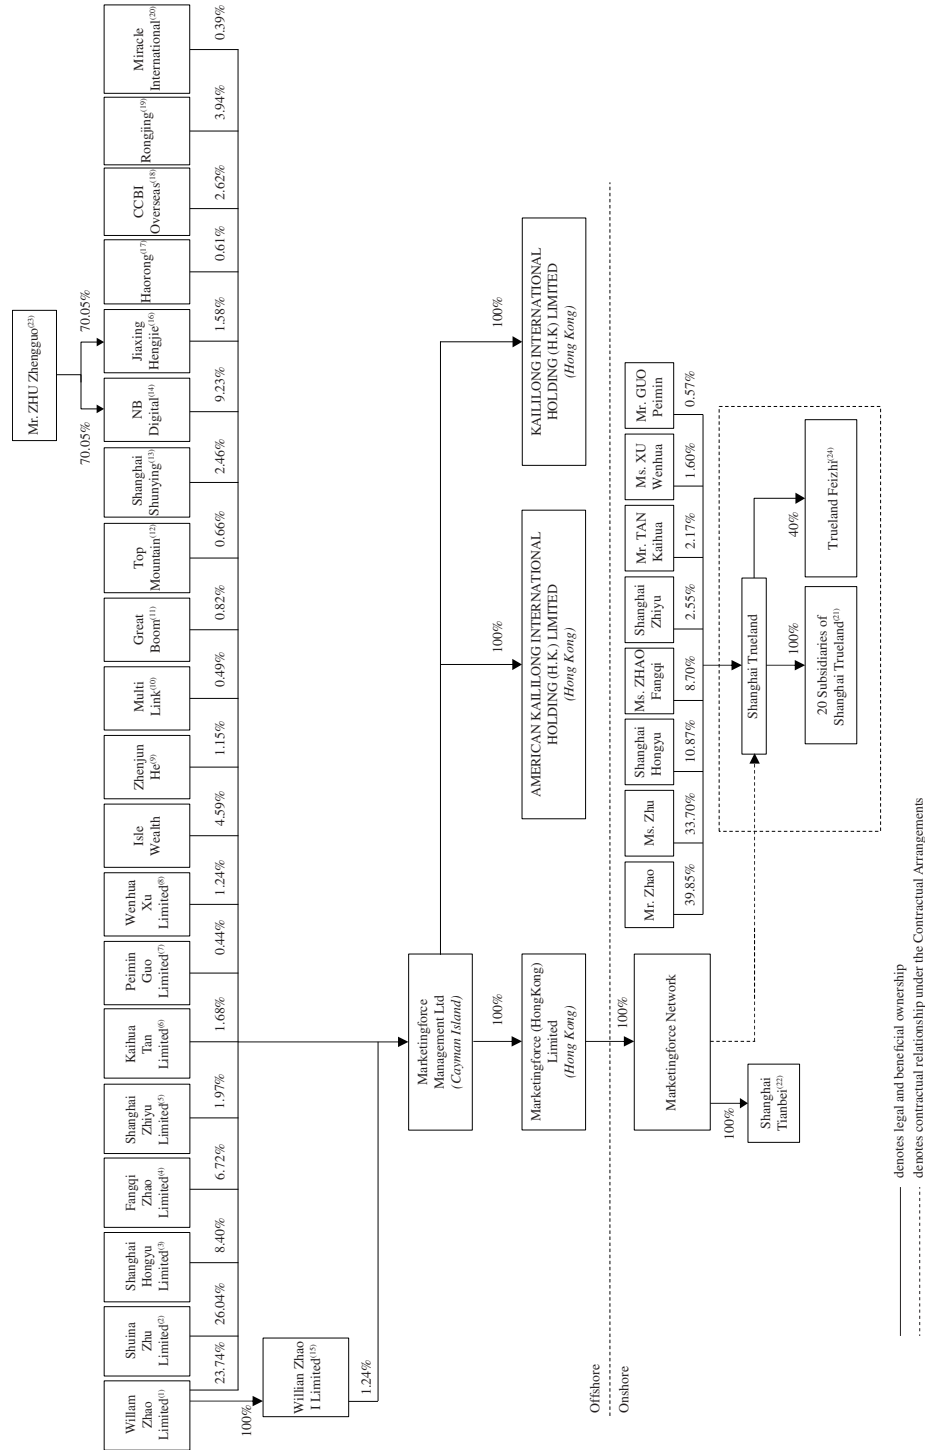 Mr. ZHU Zhengguo(23)
70.05%
70.05%
Willam
Zhao
Limited(1)
Shuina
Zhu
Limited(2)
Shanghai
Hongyu
Limited(3)
Fangqi
Zhao
Limited(4)
Shanghai
Zhiyu
Limited(5)
Kaihua
Tan
Limited(6)
Peimin
Guo
Limited(7)
Wenhua
Xu
Limited(8)
Isle
Wealth
Zhenjun
He(9)
Multi
Link(10)
Great
Boom(11)
Top
Mountain(12)
Shanghai
Shunying(13)
NB
Digital(14)
Jiaxing
Hengjie(16)
Haorong(17)
CCBI
Overseas(18)
Rongjing(19)
Miracle
International(20)
23.74%
26.04%
8.40%
6.72%
1.97%
1.68%
0.44%
1.24%
4.59%
1.15%
0.49%
0.82%
0.66%
2.46%
9.23%
1.58%
0.61%
2.62%
3.94%
0.39%
100%
Willian Zhao
I Limited(15)
1.24%
Marketingforce
Management Ltd
(Cayman Island)
100%
100%
100%
Marketingforce (HongKong)
Limited
(Hong Kong)
AMERICAN KAILILONG INTERNATIONAL
HOLDING (H.K.) LIMITED
(Hong Kong)
KAILILONG INTERNATIONAL
HOLDING (H.K) LIMITED
(Hong Kong)
Offshore
Onshore
100%
Marketingforce Network
Mr. Zhao
Ms. Zhu
Shanghai
Hongyu
Ms. ZHAO
Fangqi
Shanghai
Zhiyu
Mr. TAN
Kaihua
Ms. XU
Wenhua
Mr. GUO
Peimin
39.85%
33.70%
10.87%
8.70%
2.55%
2.17%
1.60%
0.57%
100%
Shanghai
Tianbei(22)
Shanghai Trueland
100%
40%
20 Subsidiaries of
Shanghai Trueland(21)
Trueland Feizhi(24)
denotes legal and beneficial ownership
denotes contractual relationship under the Contractual Arrangements